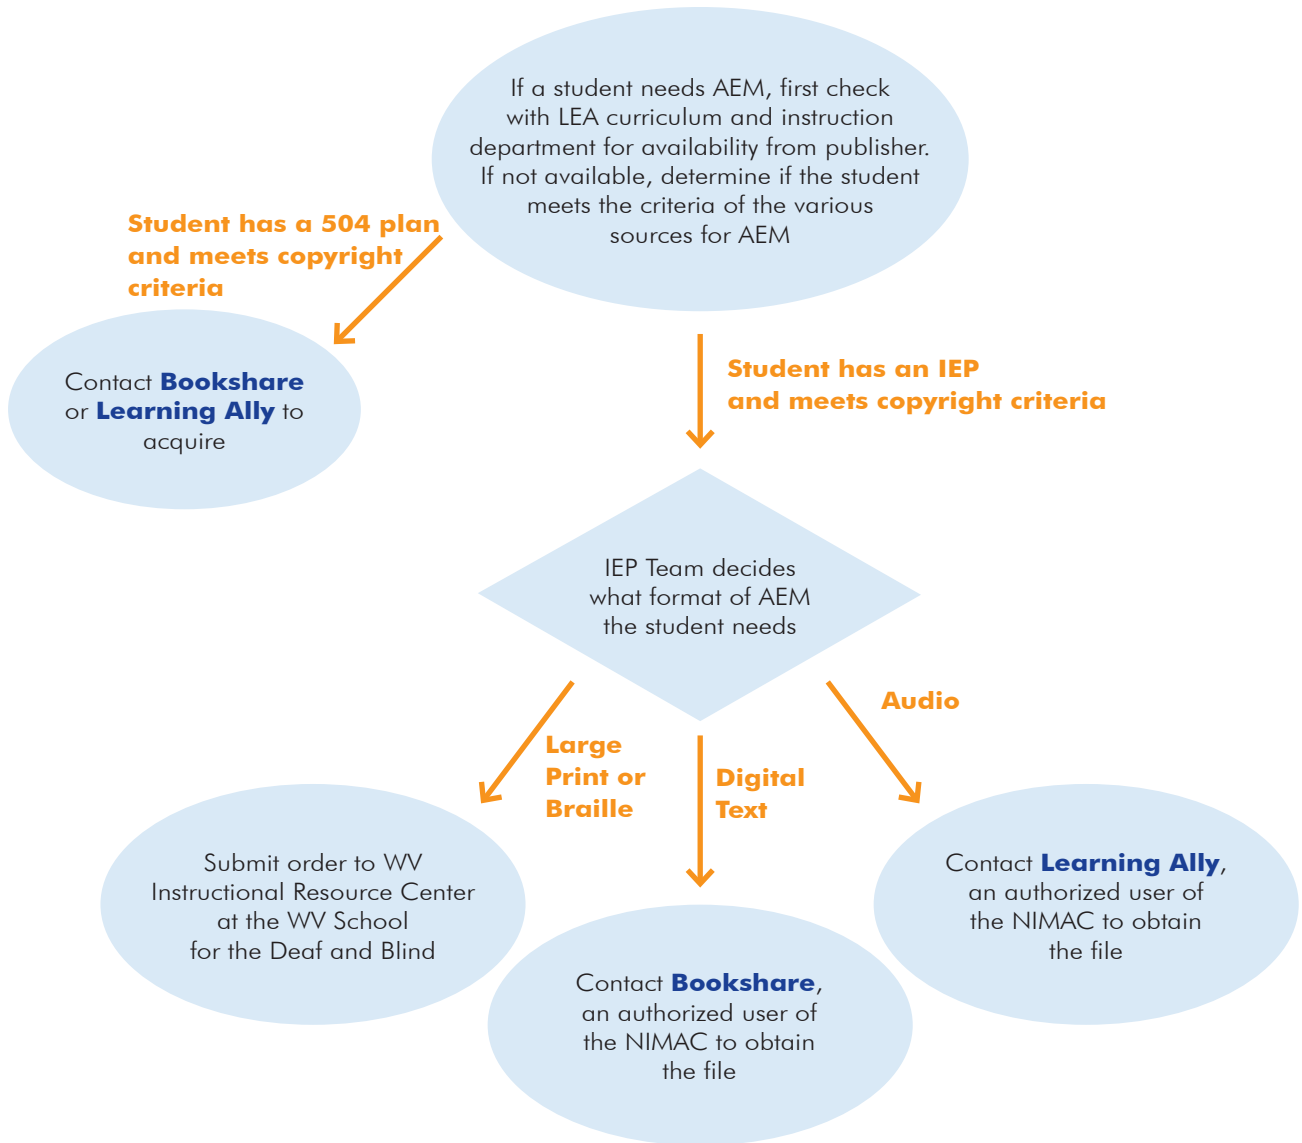 If a student needs AEM, first check
with LEA curriculum and instruction
department for availability from publisher.
If not available, determine if the student
meets the criteria of the various
sources for AEM
Student has a 504 plan
and meets copyright
criteria
Contact Bookshare
or Learning Ally to
acquire
Student has an IEP
and meets copyright criteria
IEP Team decides
what format of AEM
the student needs
Large
Print or
Braille
Digital
Text
Audio
Submit order to WV
Instructional Resource Center
at the WV School
for the Deaf and Blind
Contact Bookshare,
an authorized user of
the NIMAC to obtain
the file
Contact Learning Ally,
an authorized user of
the NIMAC to obtain
the file